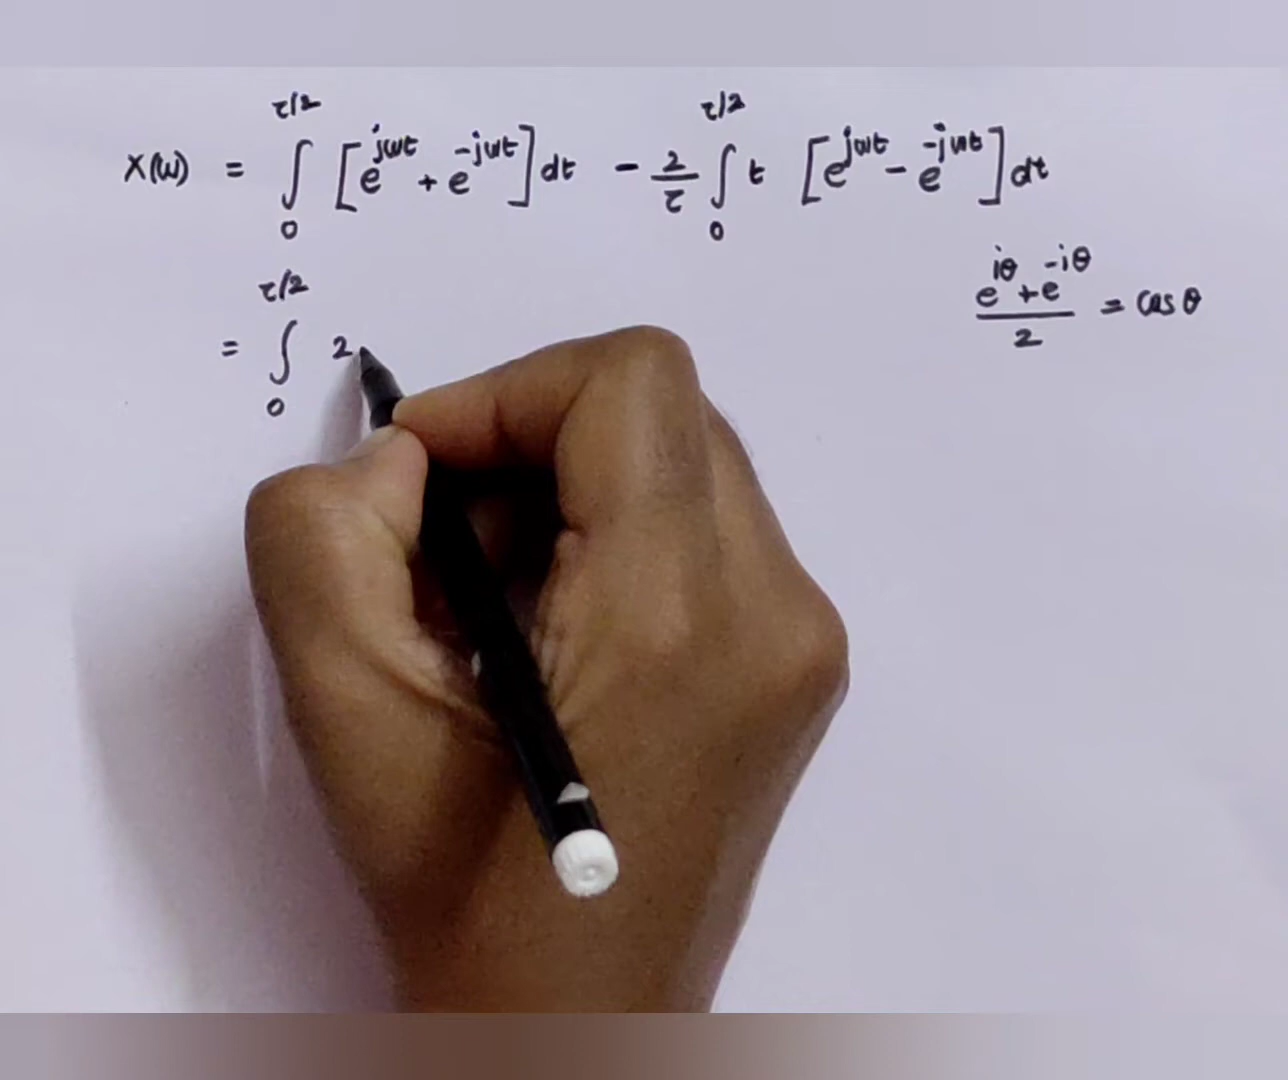 X(ω) = ∫₀^{τ/2} [e^{jωt} + e^{-jωt}] dt - 2/τ ∫₀^{τ/2} t [e^{jωt} - e^{-jωt}] dt
(e^{iθ} + e^{-iθ})/2 = cos θ
= ∫₀^{τ/2} 2